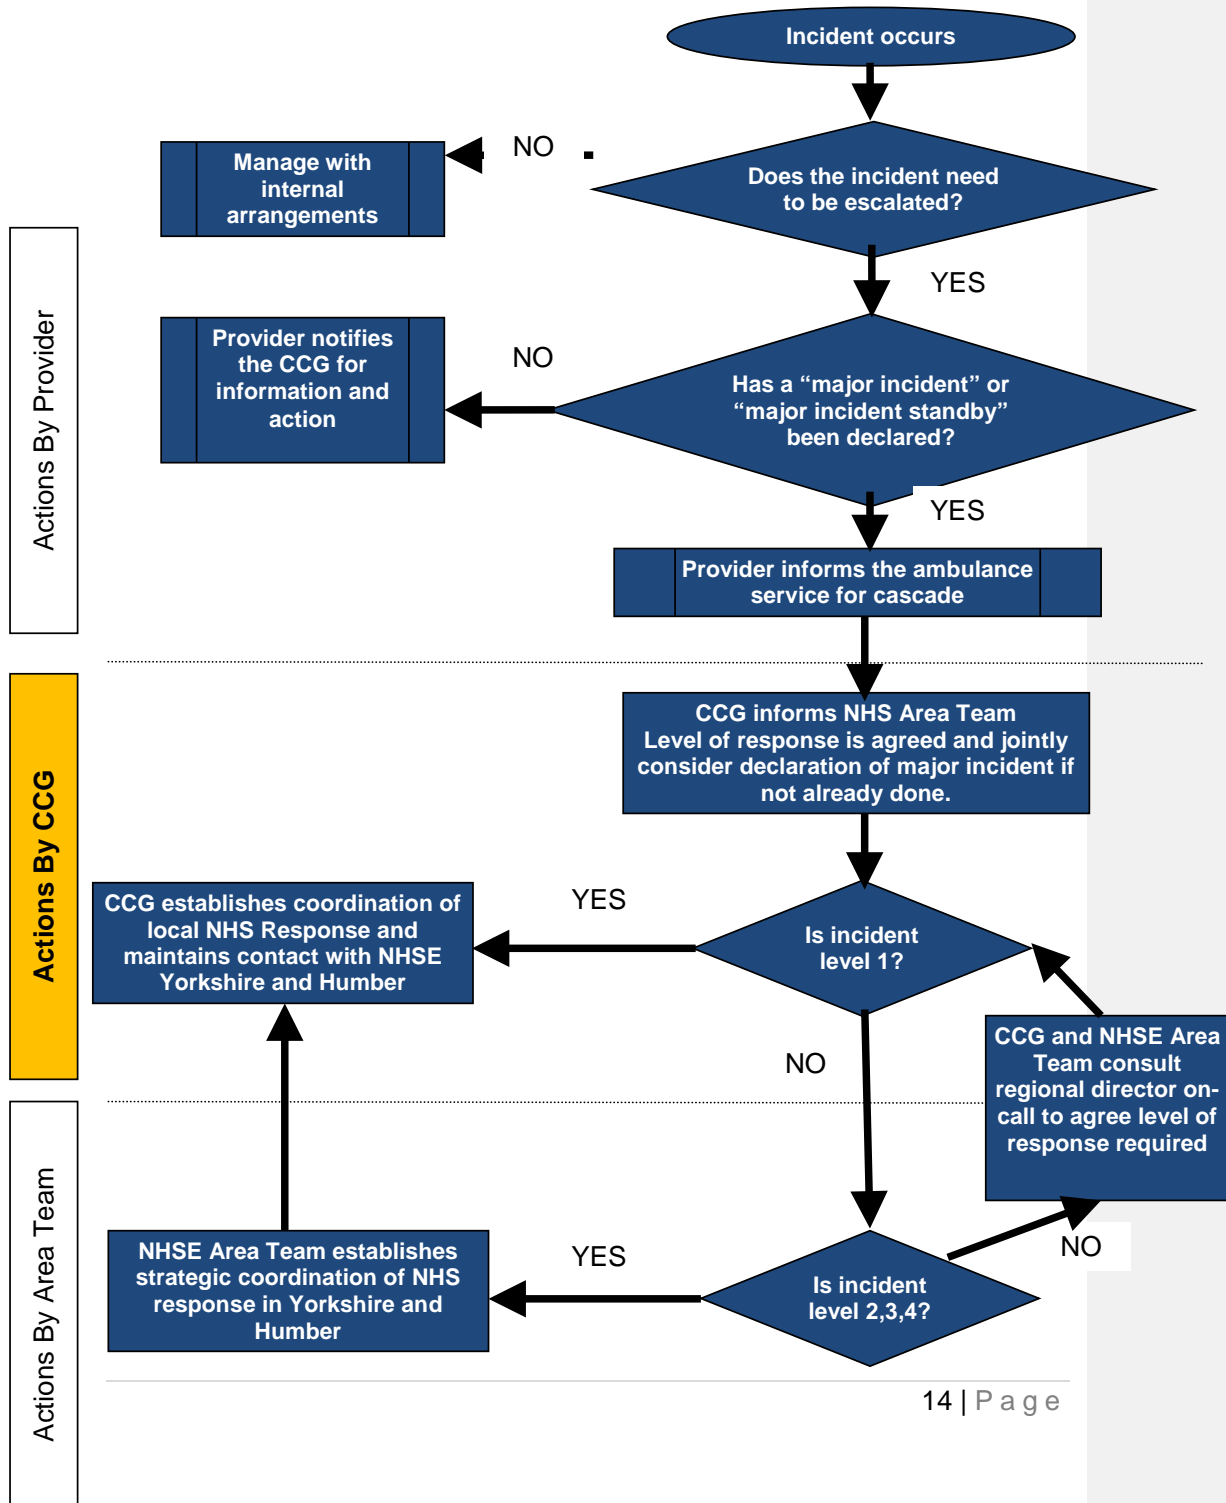 Incident occurs
Does the incident need
to be escalated?
NO
Manage with
internal
arrangements
YES
Has a “major incident” or
“major incident standby”
been declared?
NO
Provider notifies
the CCG for
information and
action
YES
Provider informs the ambulance
service for cascade
Actions By Provider
CCG informs NHS Area Team
Level of response is agreed and jointly
consider declaration of major incident if
not already done.
Is incident
level 1?
YES
CCG establishes coordination of
local NHS Response and
maintains contact with NHSE
Yorkshire and Humber
NO
CCG and NHSE Area
Team consult
regional director on-
call to agree level of
response required
Actions By CCG
Is incident
level 2,3,4?
YES
NHSE Area Team establishes
strategic coordination of NHS
response in Yorkshire and
Humber
NO
Actions By Area Team
14 | Page